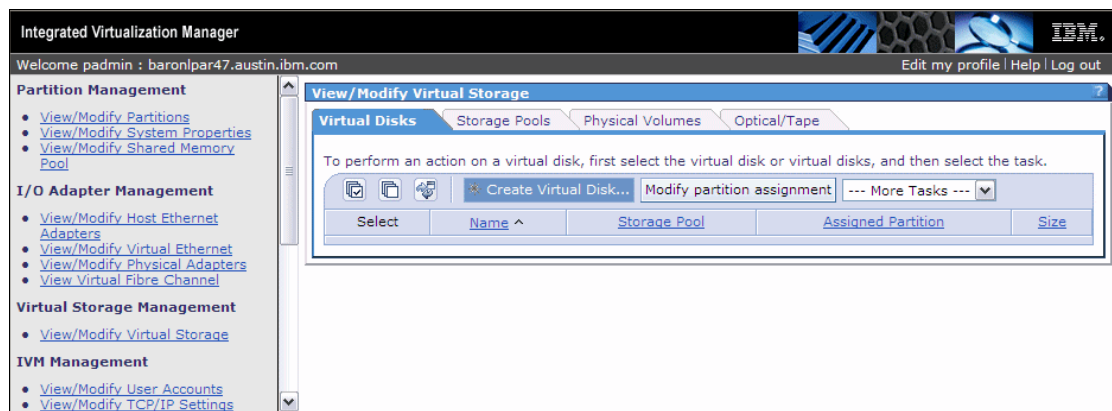 Integrated Virtualization Manager
IBM.
Welcome padmin : baronlpar47.austin.ibm.com
Edit my profile | Help | Log out
Partition Management
View/Modify Partitions
View/Modify System Properties
View/Modify Shared Memory
Pool
I/O Adapter Management
View/Modify Host Ethernet
Adapters
View/Modify Virtual Ethernet
View/Modify Physical Adapters
View Virtual Fibre Channel
Virtual Storage Management
View/Modify Virtual Storage
IVM Management
View/Modify User Accounts
View/Modify TCP/IP Settings
View/Modify Virtual Storage
?
Virtual Disks
Storage Pools
Physical Volumes
Optical/Tape
To perform an action on a virtual disk, first select the virtual disk or virtual disks, and then select the task.
Create Virtual Disk...
Modify partition assignment
--- More Tasks ---
Select
Name ^
Storage Pool
Assigned Partition
Size